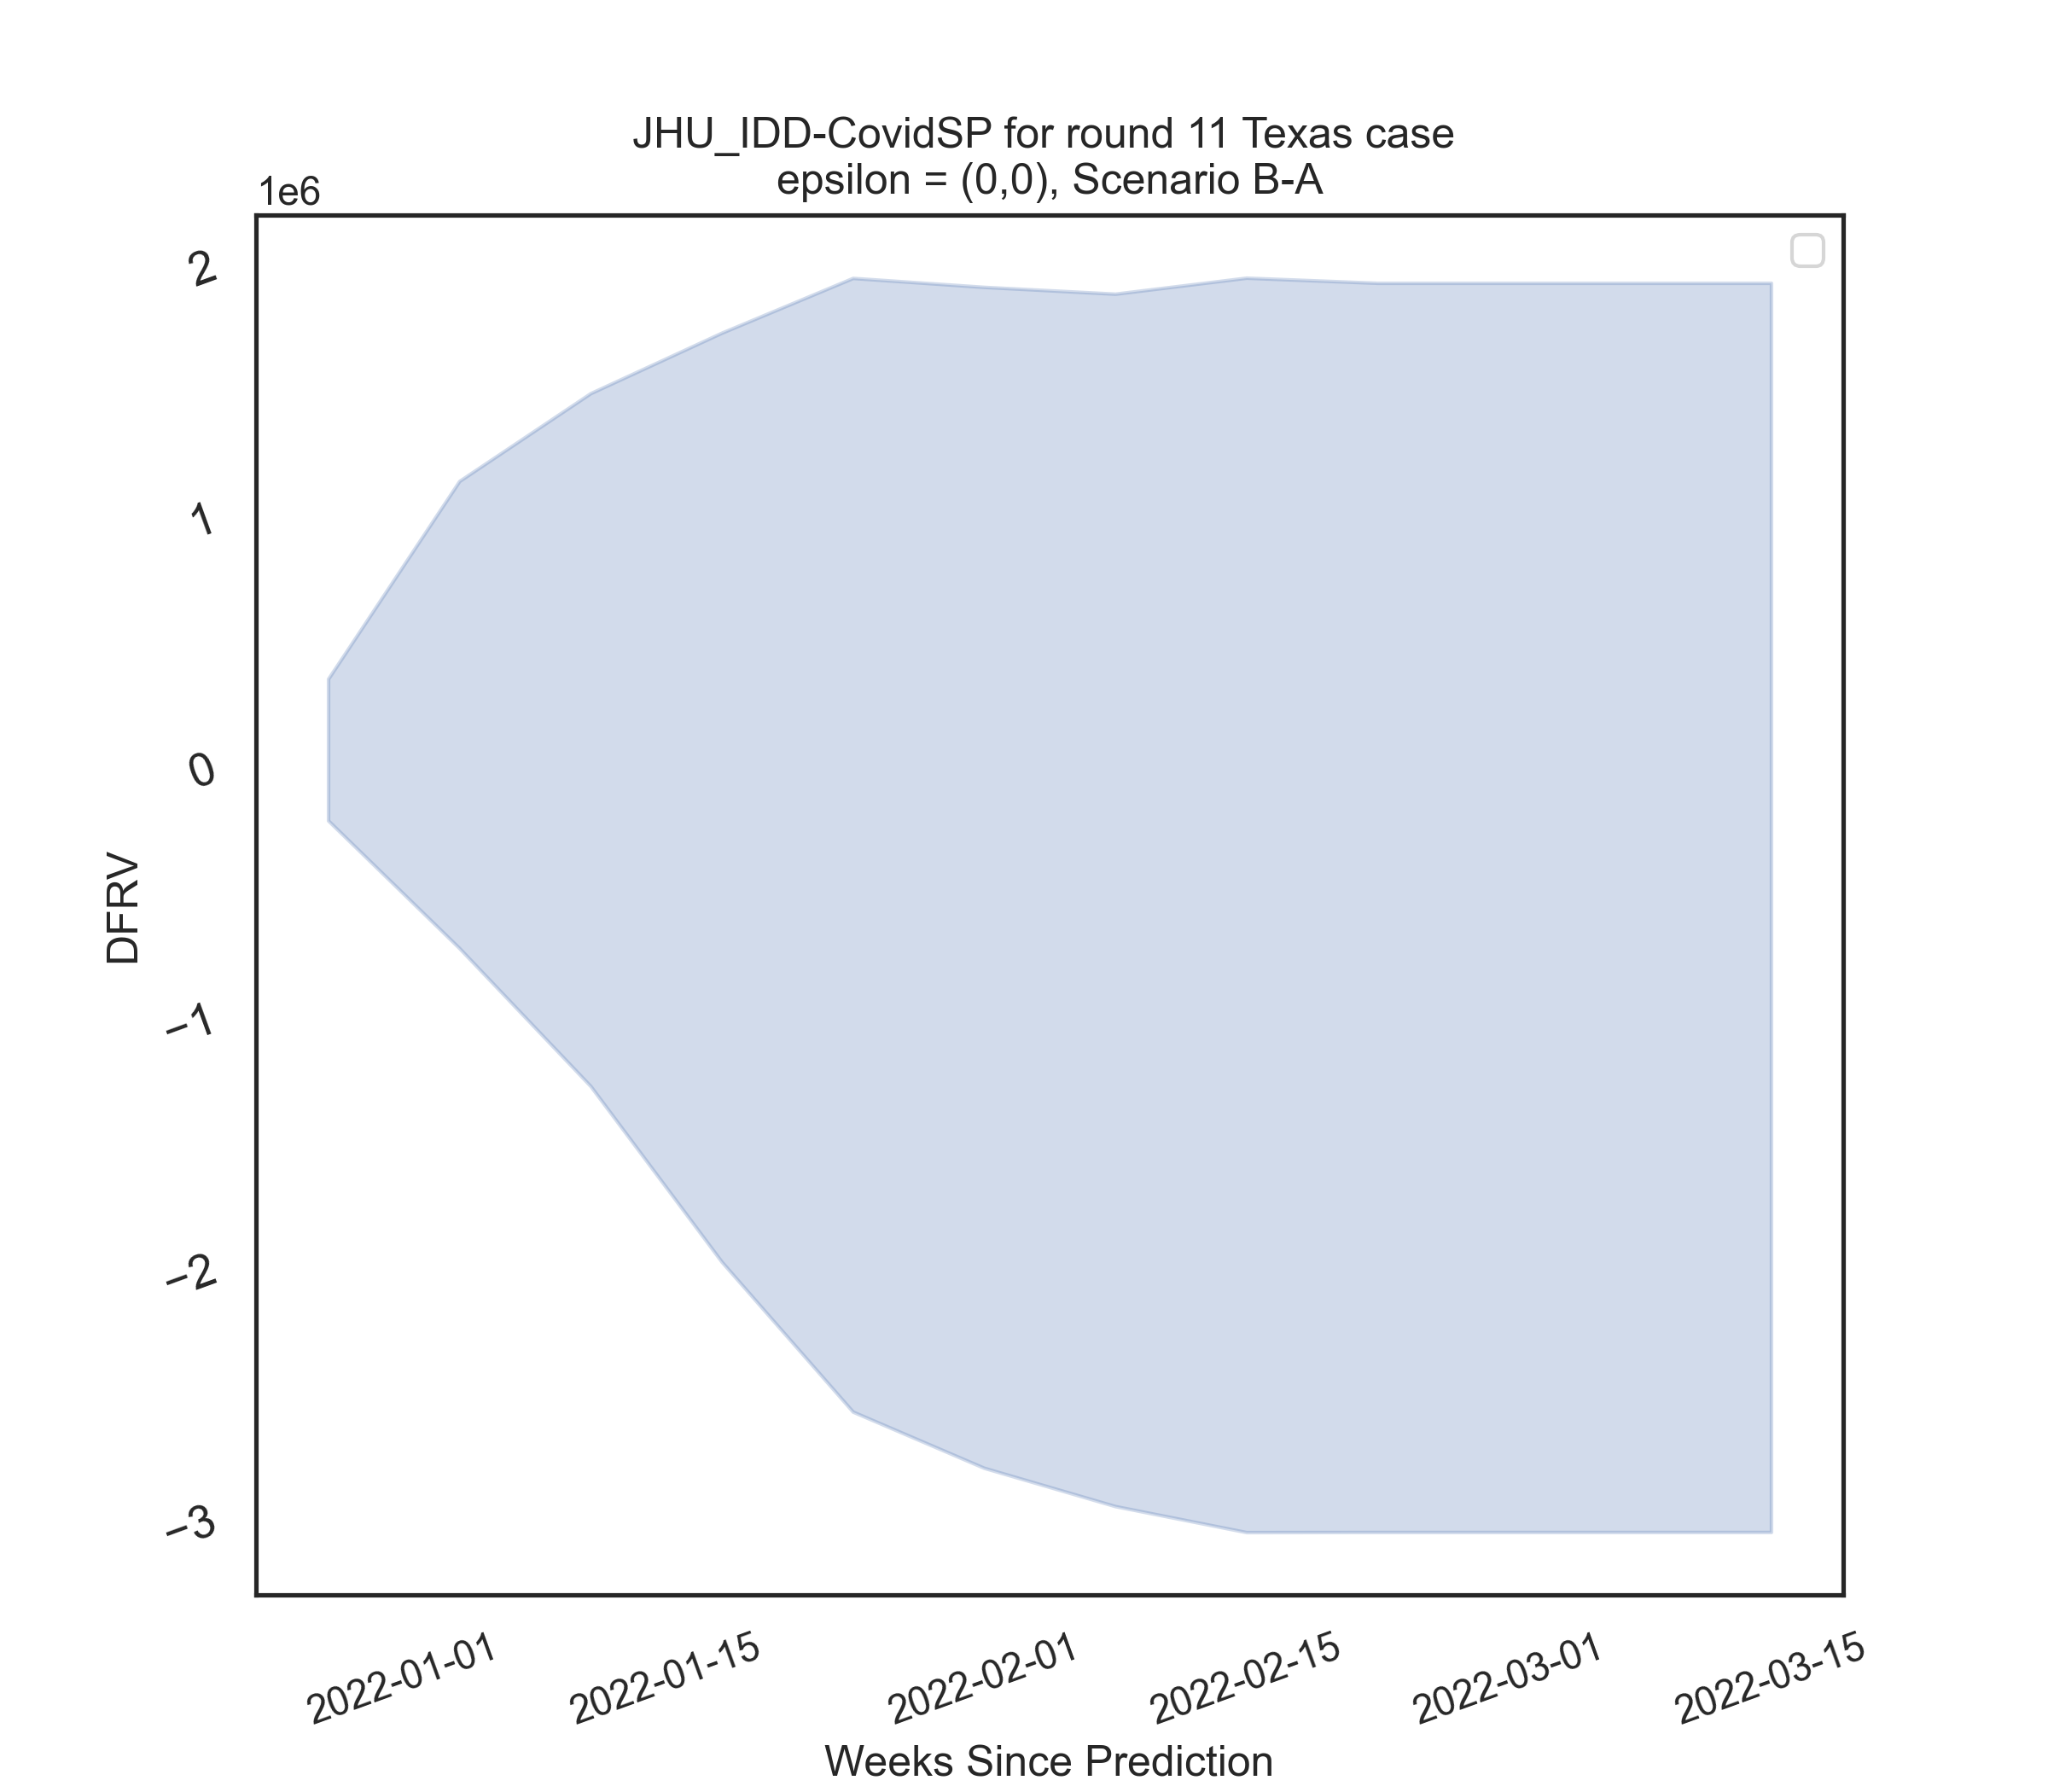 JHU_IDD-CovidSP for round 11 Texas case
epsilon = (0,0), Scenario B-A
1e6
2
1
0
−1
−2
−3
DFRV
2022-01-01
2022-01-15
2022-02-01
2022-02-15
2022-03-01
2022-03-15
Weeks Since Prediction